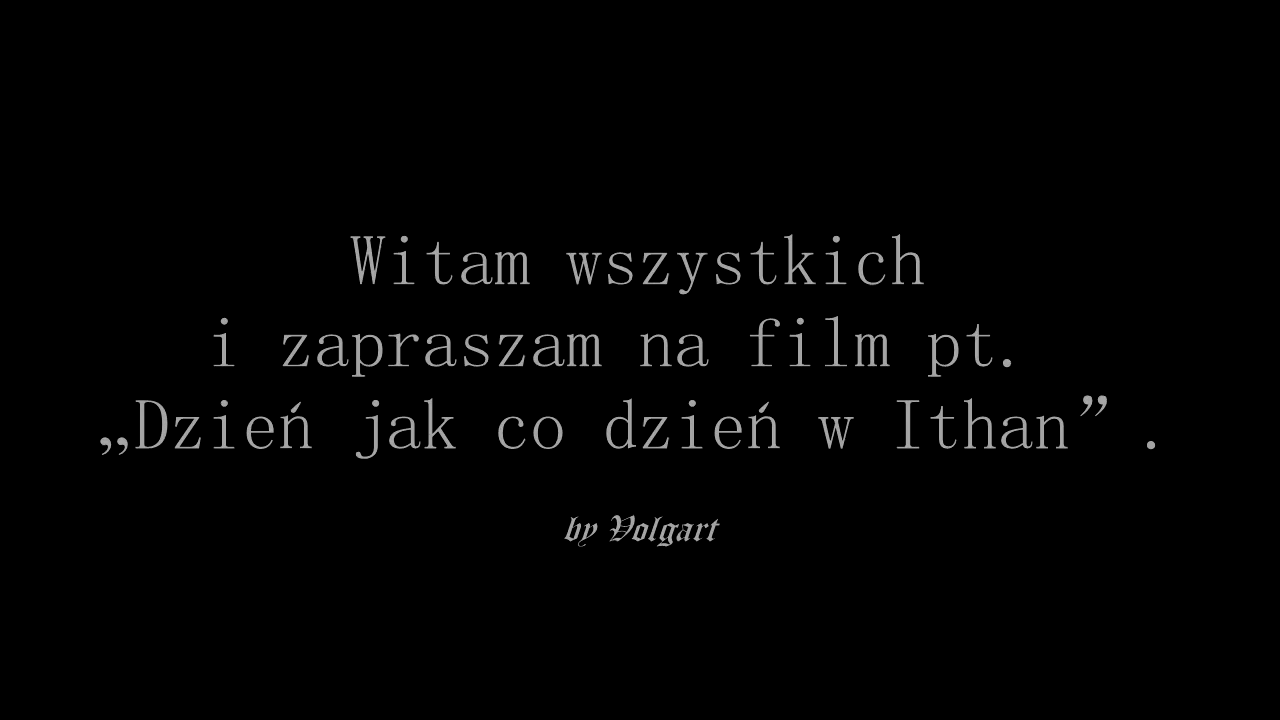 Witam wszystkich
i zapraszam na film pt.
„Dzień jak co dzień w Ithan”.
by Volgart